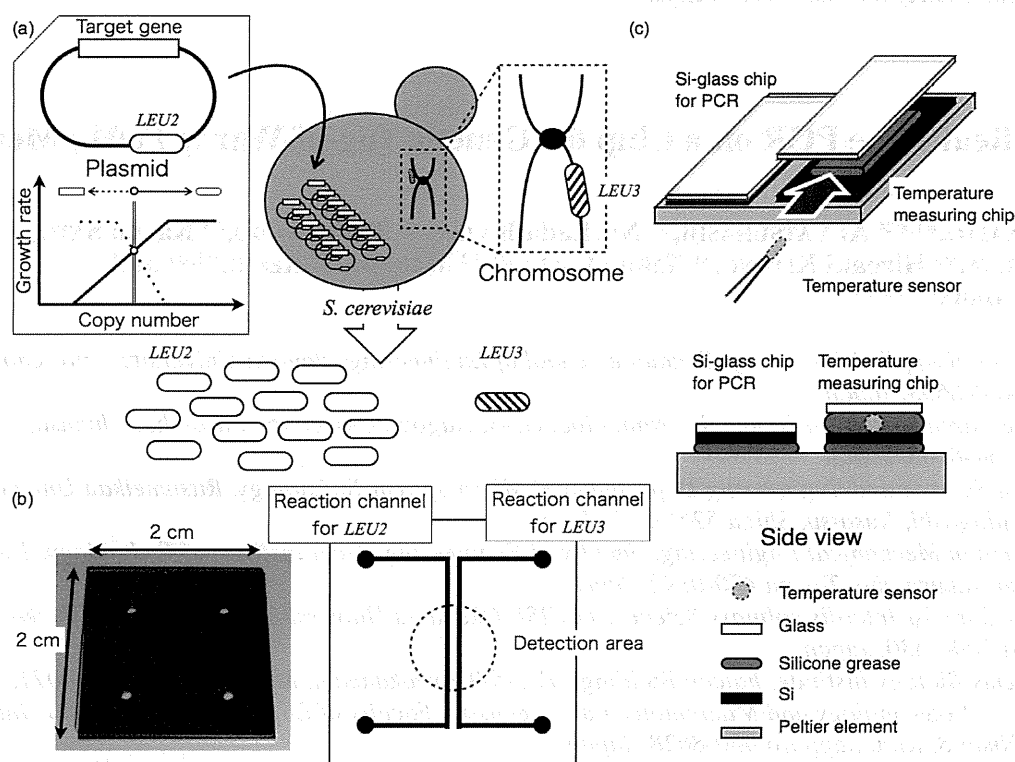 (a)
Target gene
LEU2
Plasmid
Growth rate
Copy number
S. cerevisiae
LEU3
Chromosome
LEU2
LEU3
(b)
2 cm
2 cm
Reaction channel
for LEU2
Reaction channel
for LEU3
Detection area
(c)
Si-glass chip
for PCR
Temperature
measuring chip
Temperature sensor
Si-glass chip
for PCR
Temperature
measuring chip
Side view
Temperature sensor
Glass
Silicone grease
Si
Peltier element